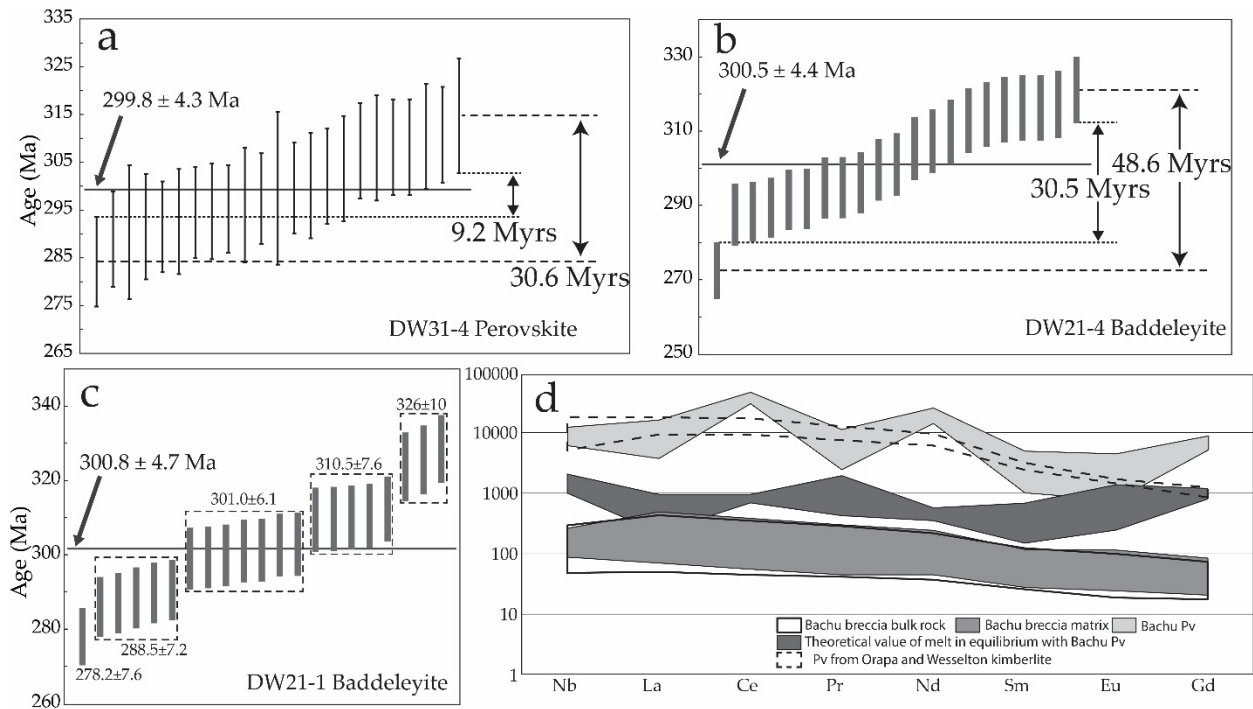 a
335
325
315
305
295
285
275
265
Age (Ma)
299.8 ± 4.3 Ma
9.2 Myrs
30.6 Myrs
DW31-4 Perovskite
b
330
310
290
270
250
300.5 ± 4.4 Ma
48.6 Myrs
30.5 Myrs
DW21-4 Baddeleyite
c
340
320
300
280
260
Age (Ma)
300.8 ± 4.7 Ma
326±10
310.5±7.6
301.0±6.1
288.5±7.2
278.2±7.6
DW21-1 Baddeleyite
d
100000
10000
1000
100
10
1
Bachu breccia bulk rock Bachu breccia matrix Bachu Pv
Theoretical value of melt in equilibrium with Bachu Pv
Pv from Orapa and Wesselton kimberlite
Nb La Ce Pr Nd Sm Eu Gd